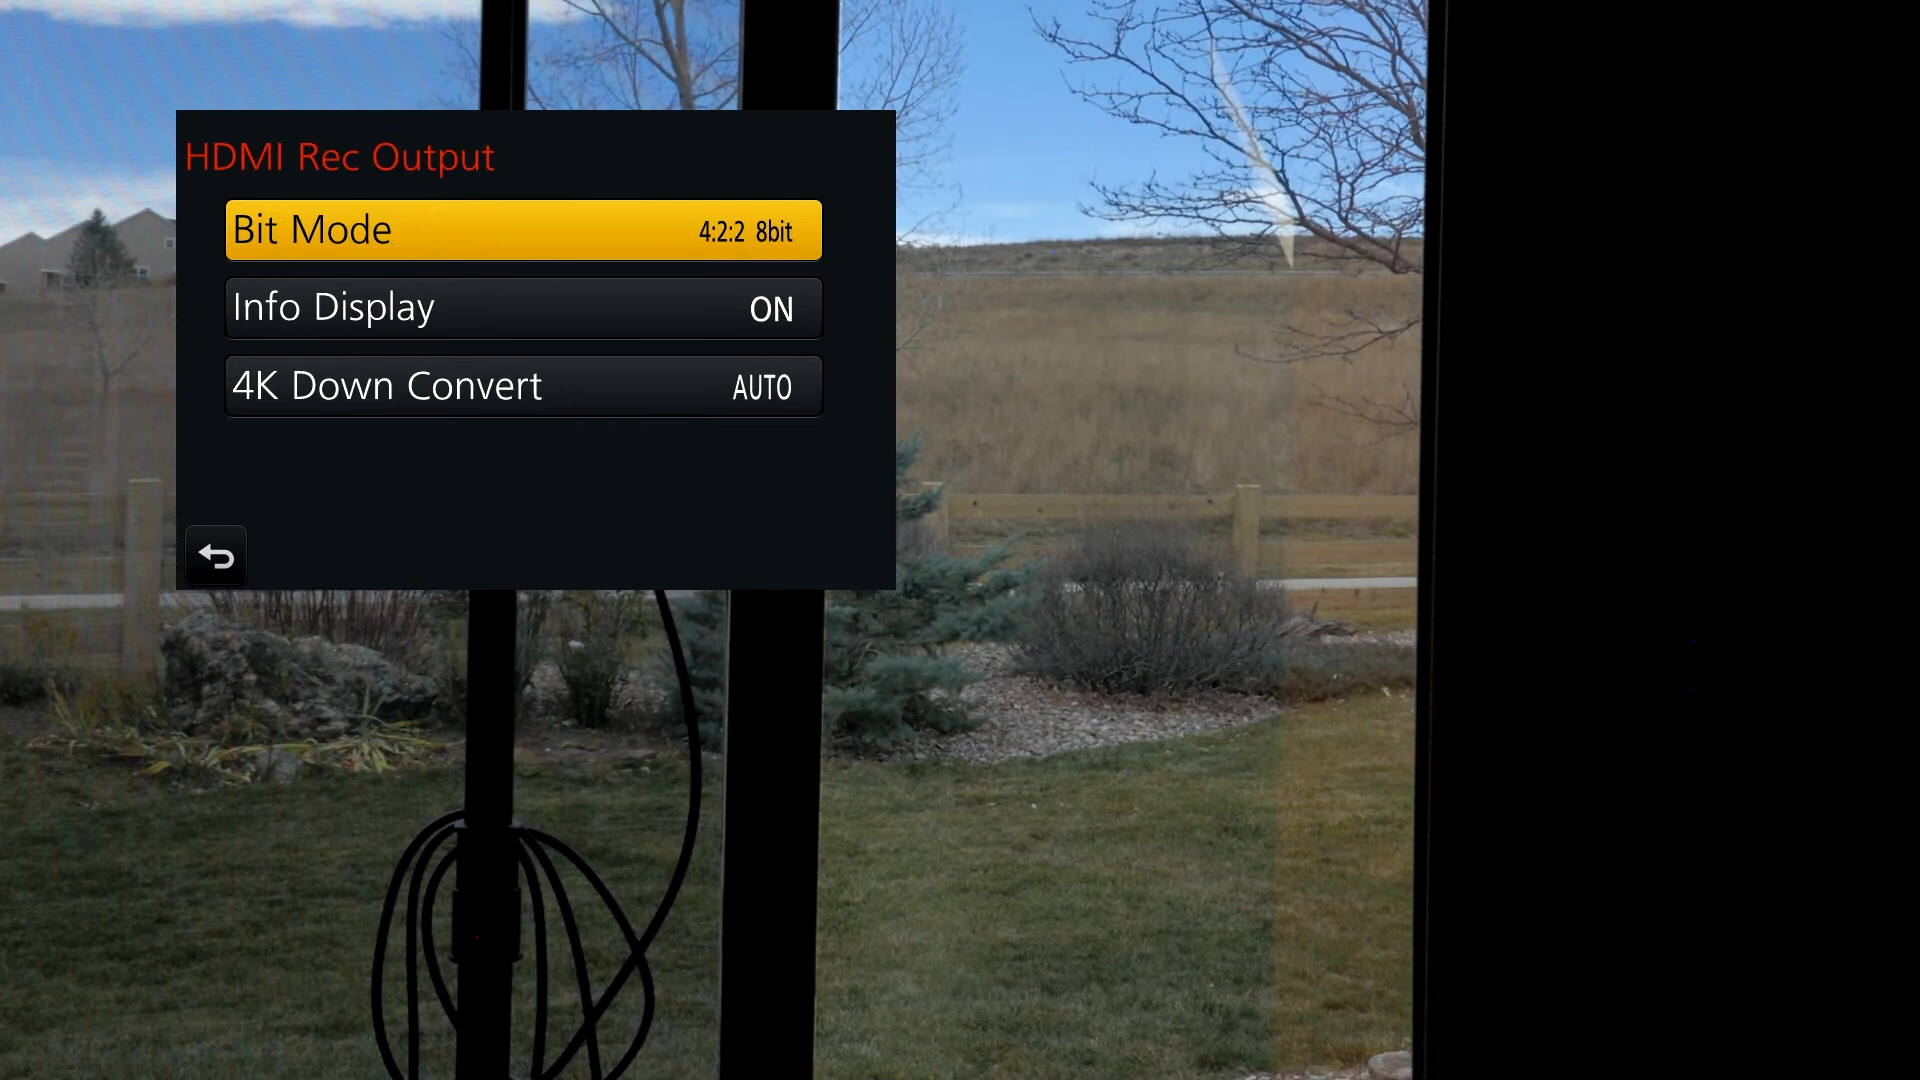 HDMI Rec Output
Bit Mode 4:2:2 8bit
Info Display ON
4K Down Convert AUTO